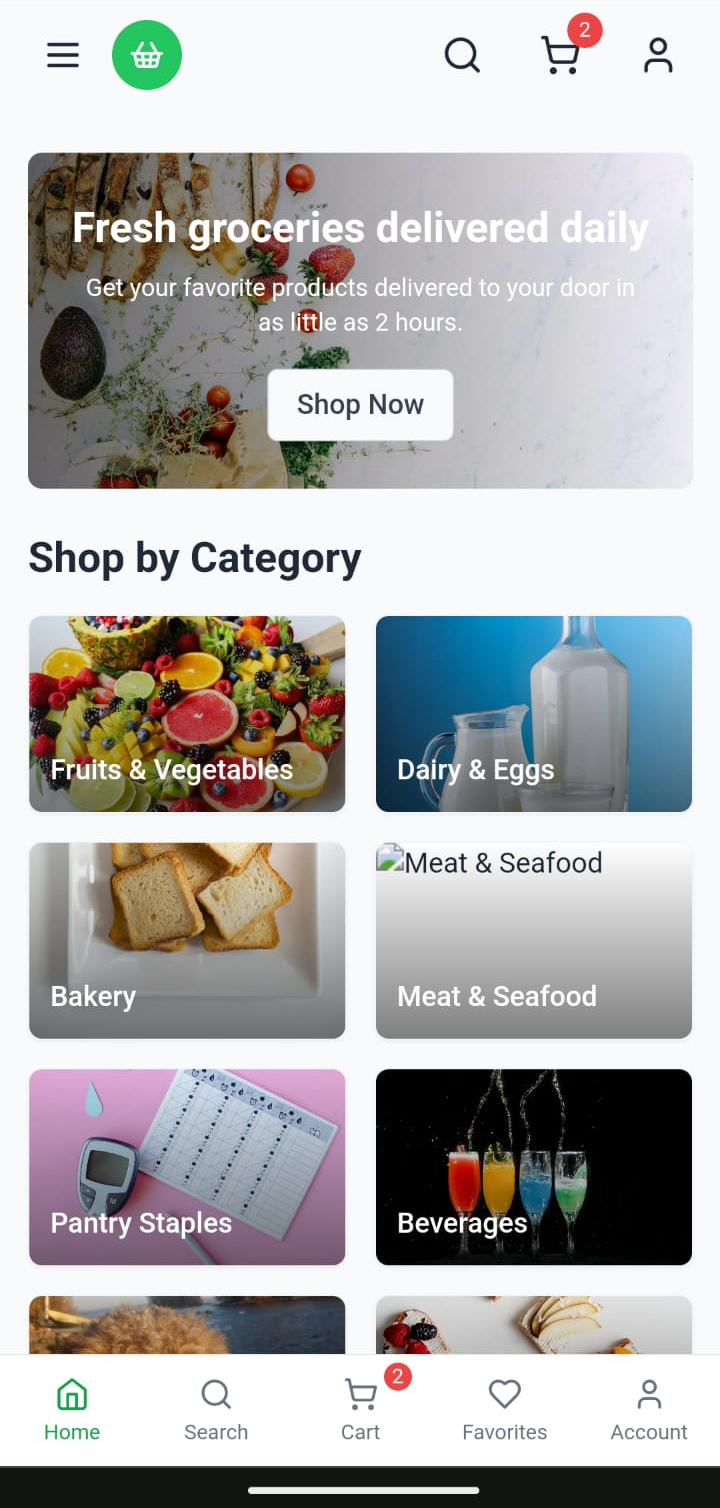 2
Fresh groceries delivered daily
Get your favorite products delivered to your door in
as little as 2 hours.
Shop Now
Shop by Category
Fruits & Vegetables
Dairy & Eggs
Bakery
Meat & Seafood
Meat & Seafood
Pantry Staples
Beverages
2
Home
Search
Cart
Favorites
Account